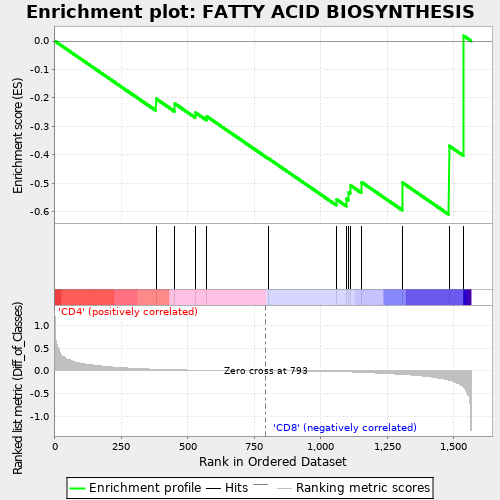 Enrichment plot: FATTY ACID BIOSYNTHESIS
Enrichment score (ES)
0.0
-0.1
-0.2
-0.3
-0.4
-0.5
-0.6
'CD4' (positively correlated)
Ranked list metric (Diff_of_Classes)
1.0
0.5
0.0
-0.5
-1.0
Zero cross at 793
'CD8' (negatively correlated)
0 250 500 750 1,000 1,250 1,500
Rank in Ordered Dataset
Enrichment profile Hits Ranking metric scores